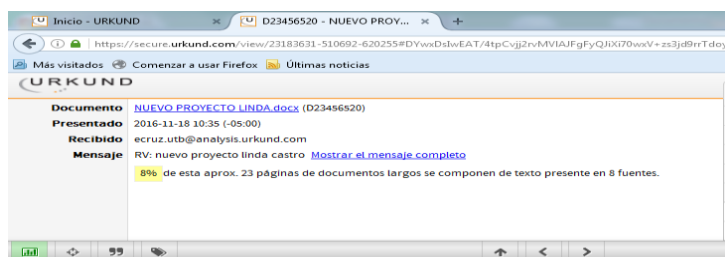 Inicio - URKUND × D23456520 - NUEVO PROY... × +
https://secure.urkund.com/view/23183631-510692-620255#DYwxDsIwEAT/4tpCvjj2rvMVIAJFgFyQJiXi70wxV+zs3jd9rrTdoy
Más visitados Comenzar a usar Firefox Últimas noticias
URKUND
Documento NUEVO PROYECTO LINDA.docx (D23456520)
Presentado 2016-11-18 10:35 (-05:00)
Recibido ecruz.utb@analysis.urkund.com
Mensaje RV: nuevo proyecto linda castro Mostrar el mensaje completo
8% de esta aprox. 23 páginas de documentos largos se componen de texto presente en 8 fuentes.